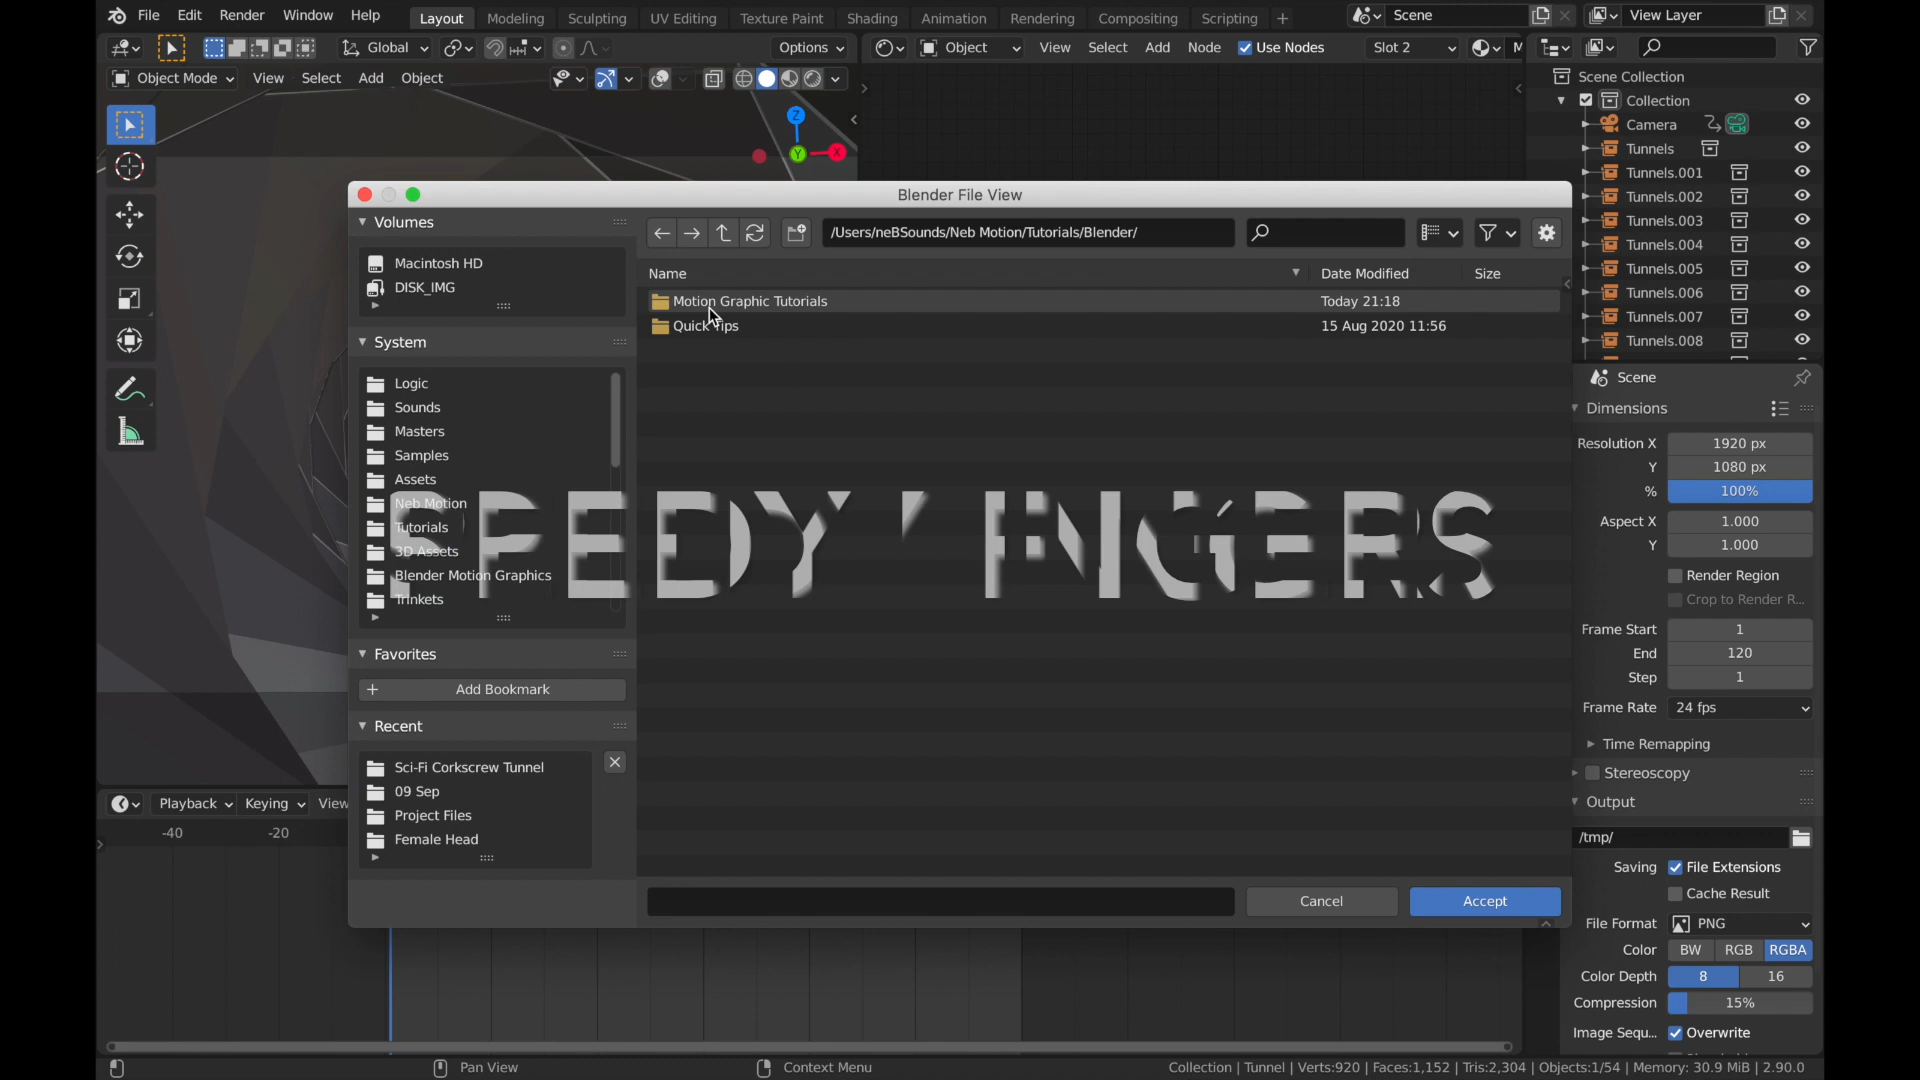 File Edit Render Window Help Layout Modeling Sculpting UV Editing Texture Paint Shading Animation Rendering Compositing Scripting + Scene View Layer
Global Options Object View Select Add Node Use Nodes Slot 2
Object Mode View Select Add Object
Z
Y
X
Scene Collection
Collection
Camera
Tunnels
Tunnels.001
Tunnels.002
Tunnels.003
Tunnels.004
Tunnels.005
Tunnels.006
Tunnels.007
Tunnels.008
Blender File View
Volumes
Macintosh HD
DISK_IMG
System
Logic
Sounds
Masters
Samples
Assets
Neb Motion
Tutorials
3D Assets
Blender Motion Graphics
Trinkets
Favorites
+ Add Bookmark
Recent
Sci-Fi Corkscrew Tunnel
09 Sep
Project Files
Female Head
/Users/neBSounds/Neb Motion/Tutorials/Blender/
Name Date Modified Size
Motion Graphic Tutorials Today 21:18
Quick Tips 15 Aug 2020 11:56
SPEEDY FINGERS
Cancel Accept
Scene
Dimensions
Resolution X 1920 px
Y 1080 px
% 100%
Aspect X 1.000
Y 1.000
Render Region
Crop to Render R...
Frame Start 1
End 120
Step 1
Frame Rate 24 fps
Time Remapping
Stereoscopy
Output
/tmp/
Saving File Extensions
Cache Result
File Format PNG
Color BW RGB RGBA
Color Depth 8 16
Compression 15%
Image Sequ... Overwrite
Playback Keying View
-40 -20
Pan View Context Menu
Collection | Tunnel | Verts:920 | Faces:1,152 | Tris:2,304 | Objects:1/54 | Memory: 30.9 MiB | 2.90.0